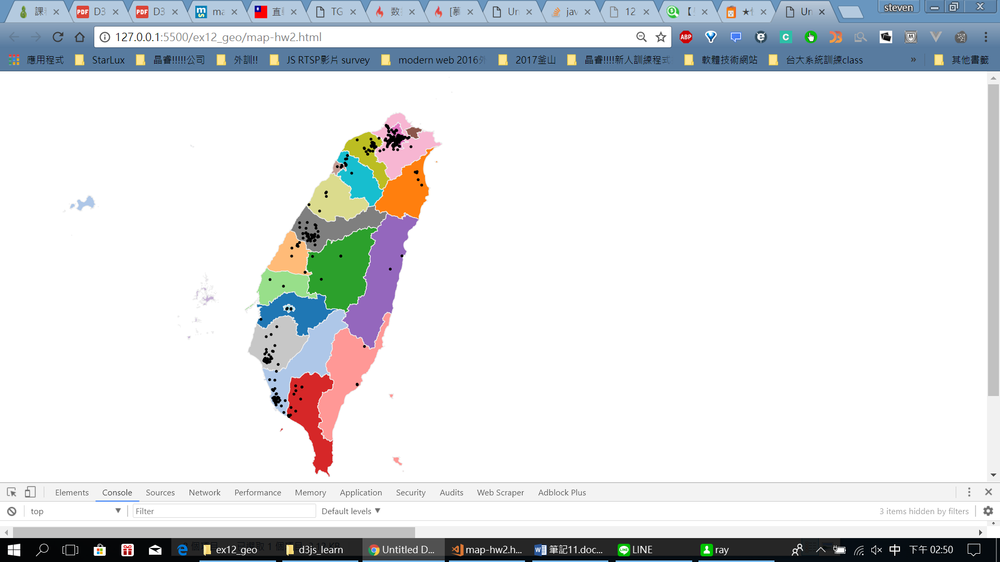 課 D3 D3 ma 直 TG 数 [慕 Un jav 12 【 ★ Un steven
127.0.0.1:5500/ex12_geo/map-hw2.html
應用程式 StarLux 晶睿!!!!!公司 外訓!! JS RTSP影片 survey modern web 2016外 2017釜山 晶睿!!!!新人訓練程式 軟體技術網站 台大系統訓練class » 其他書籤
Elements Console Sources Network Performance Memory Application Security Audits Web Scraper Adblock Plus
top Filter Default levels 3 items hidden by filters
ex12_geo d3js_learn Untitled D... map-hw2.h... 筆記11.doc... LINE ray 中 下午 02:50